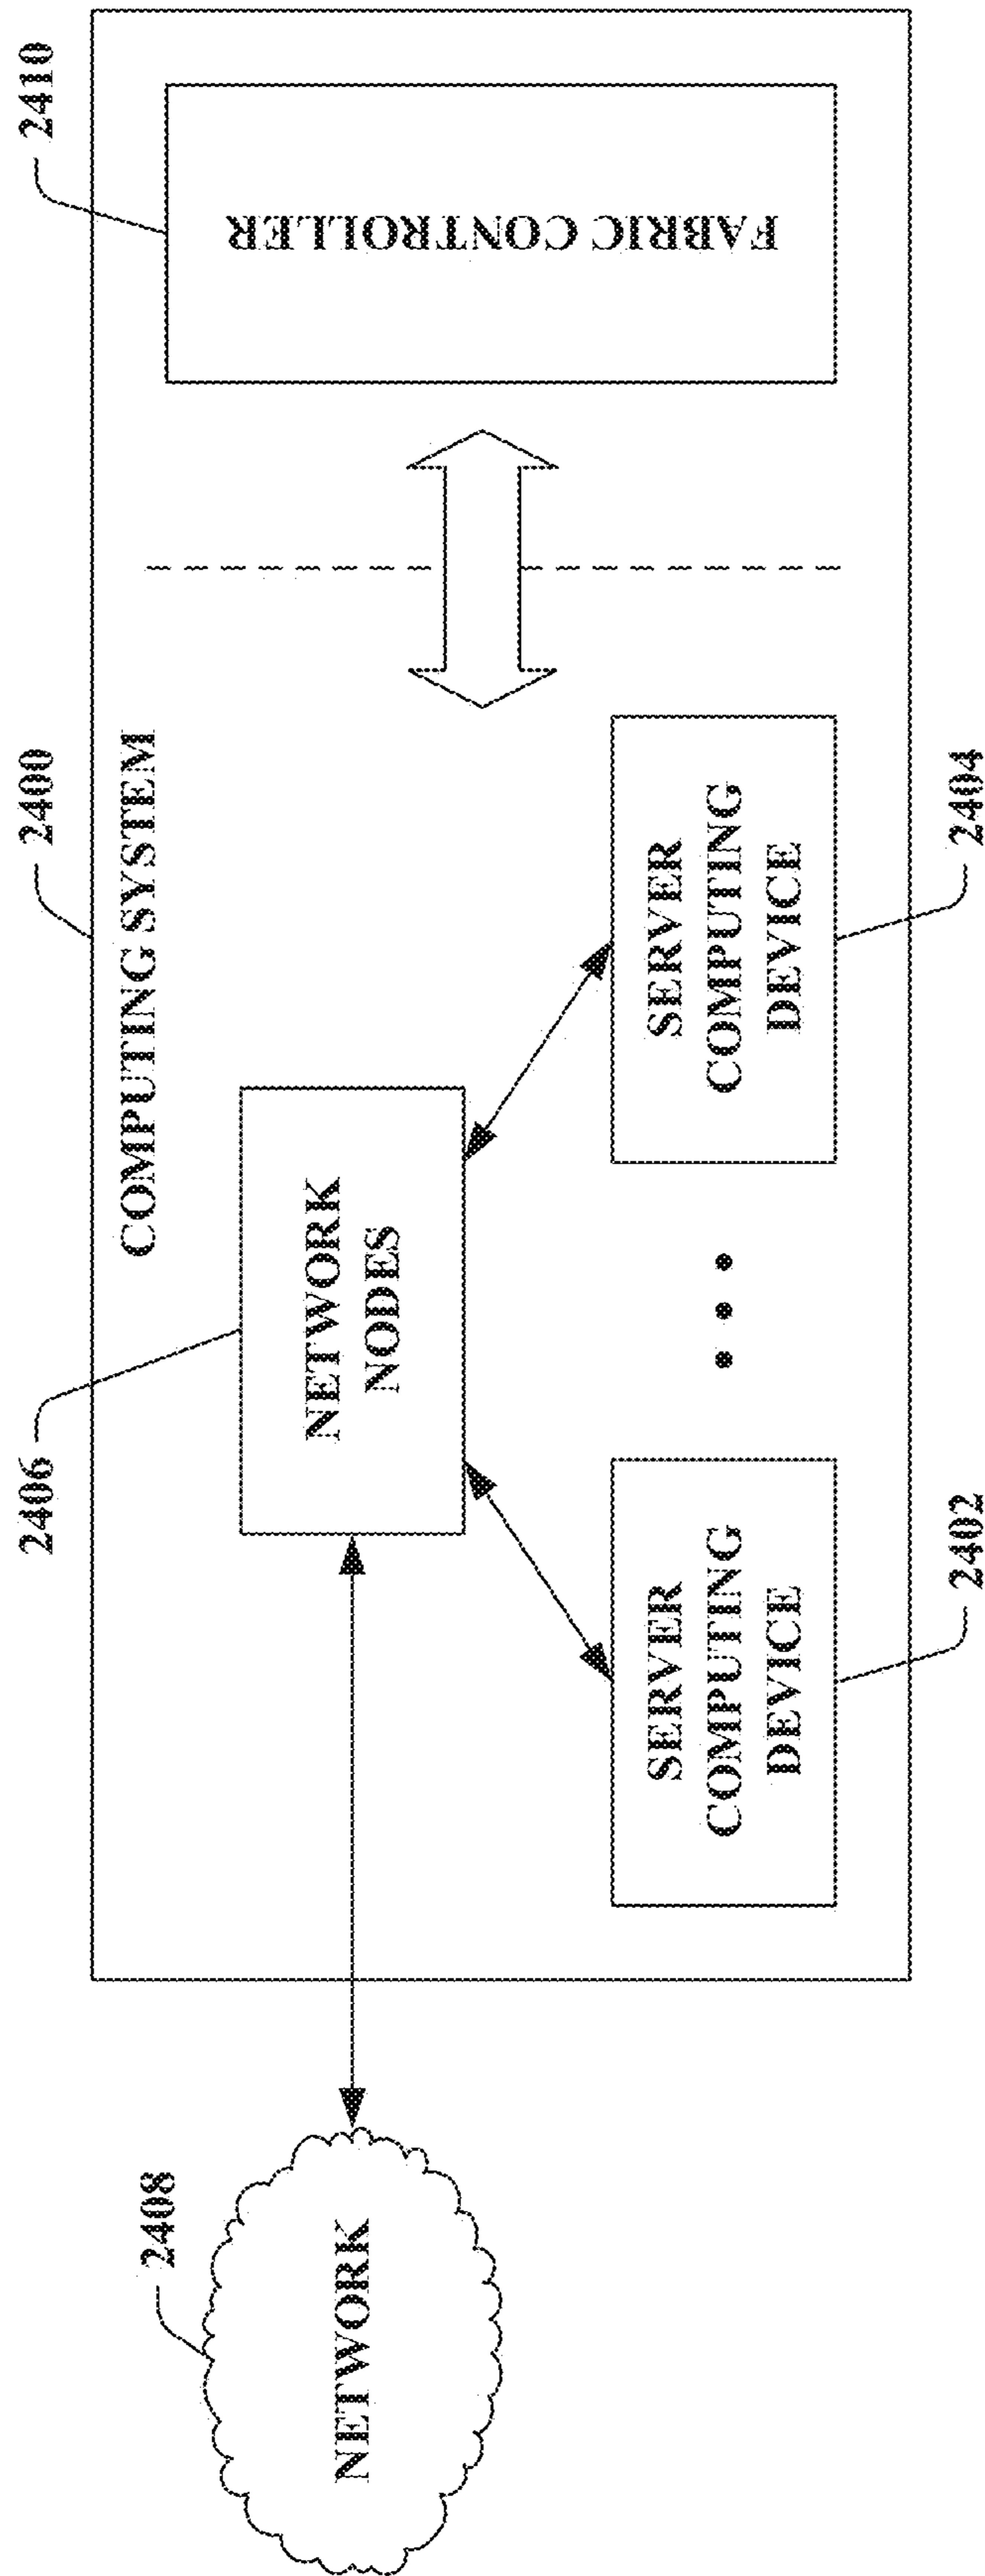 2408
NETWORK
2406
NETWORK
NODES
2400
COMPUTING SYSTEM
2410
FABRIC CONTROLLER
SERVER
COMPUTING
DEVICE
2402
SERVER
COMPUTING
DEVICE
2404